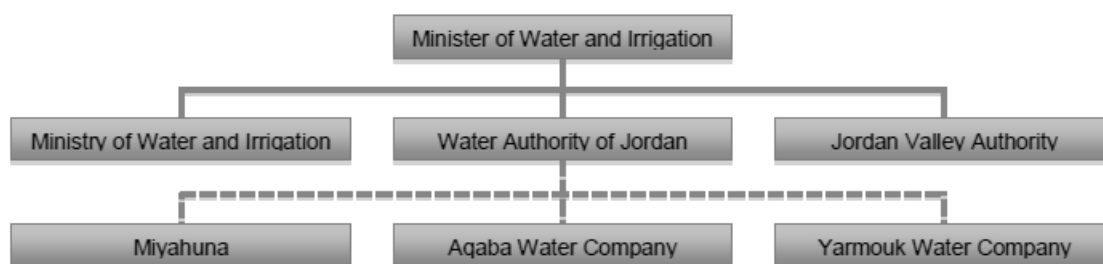 Minister of Water and Irrigation
Ministry of Water and Irrigation
Water Authority of Jordan
Jordan Valley Authority
Miyahuna
Aqaba Water Company
Yarmouk Water Company